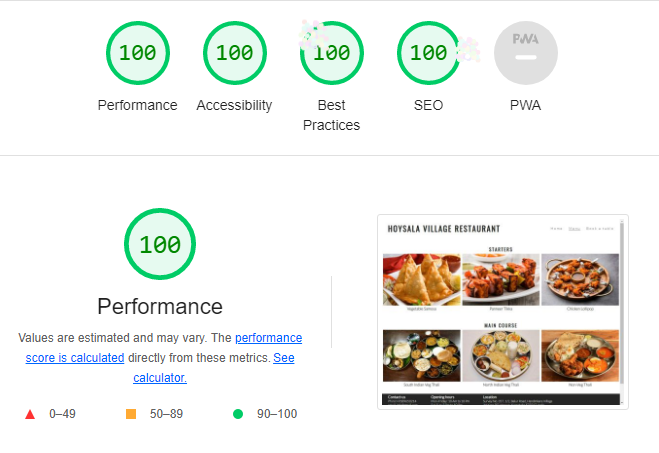 100 100 100 100 PWA
Performance Accessibility Best Practices SEO PWA
100
Performance
Values are estimated and may vary. The performance
score is calculated directly from these metrics. See
calculator.
0–49 50–89 90–100
HOYSALA VILLAGE RESTAURANT
Home Menu Book a table
STARTERS
Vegetable Samosa Tandoori Tikka Chicken Lollipop
MAIN COURSE
South Indian Veg Thali North Indian Veg Thali Non Veg Thali
Contact us Opening hours Location